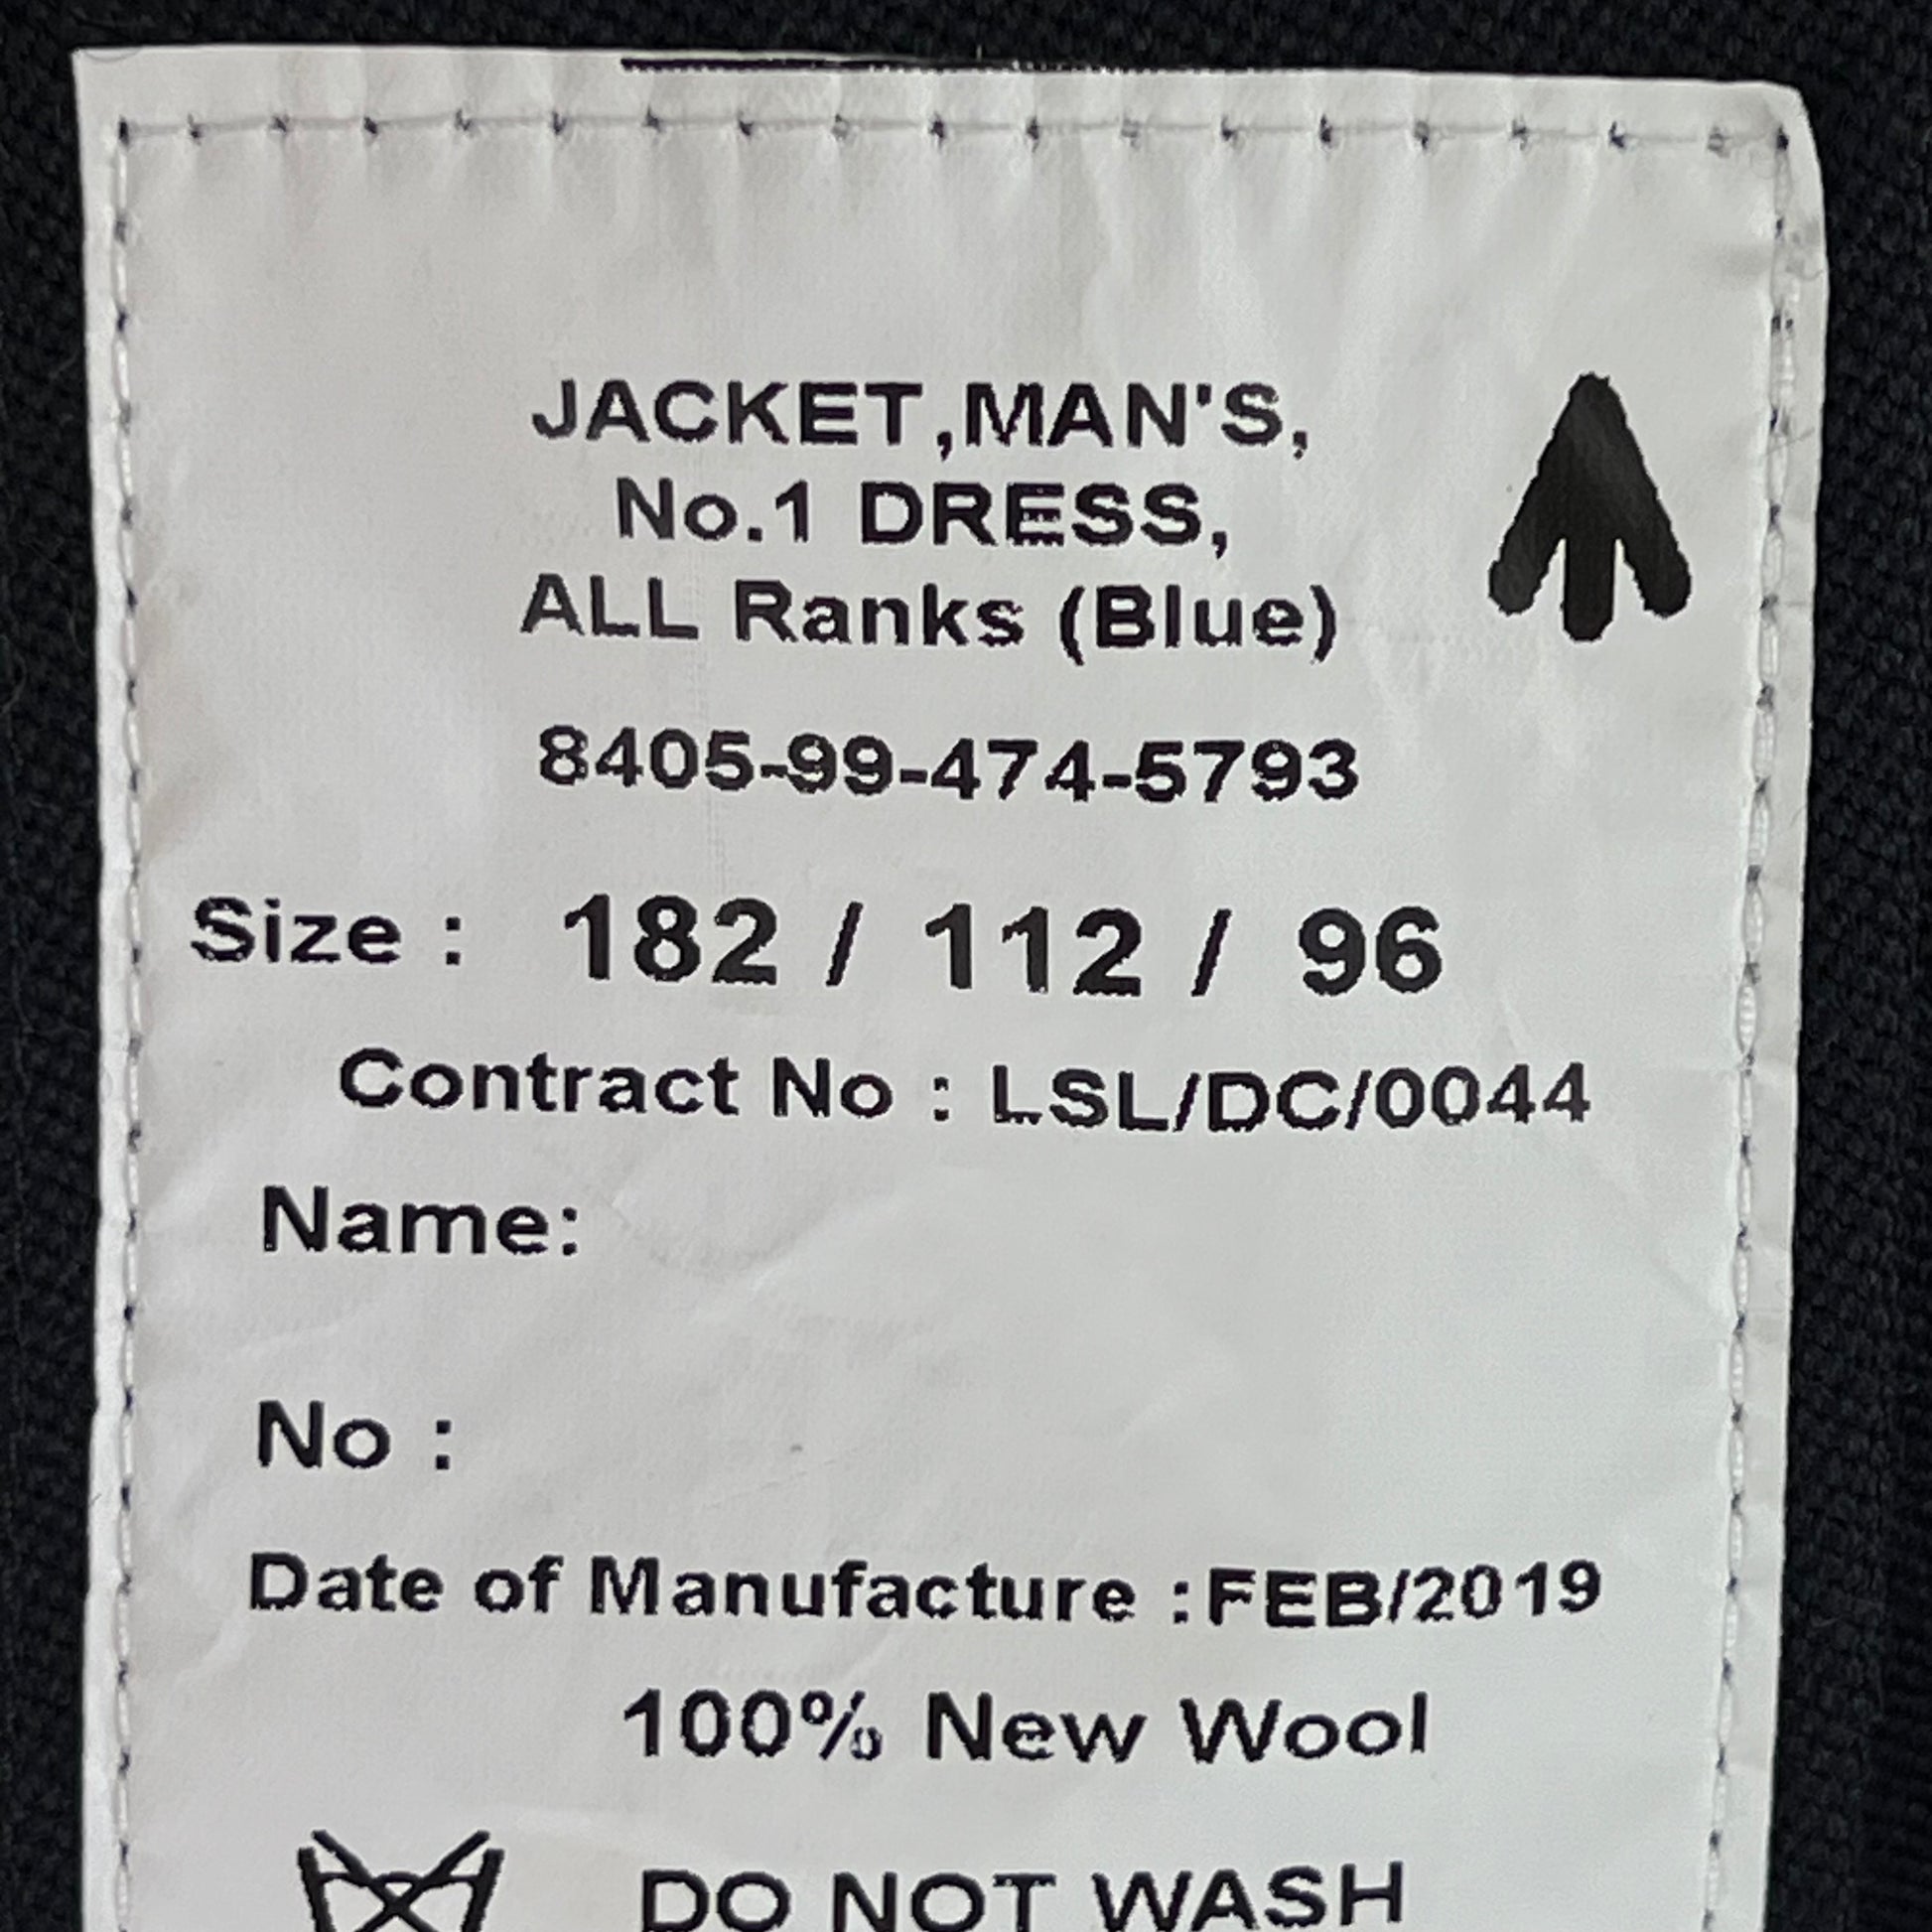 JACKET,MAN'S,
No.1 DRESS,
ALL Ranks (Blue)
8405-99-474-5793
Size : 182 / 112 / 96
Contract No : LSL/DC/0044
Name:
No :
Date of Manufacture :FEB/2019
100% New Wool
DO NOT WASH